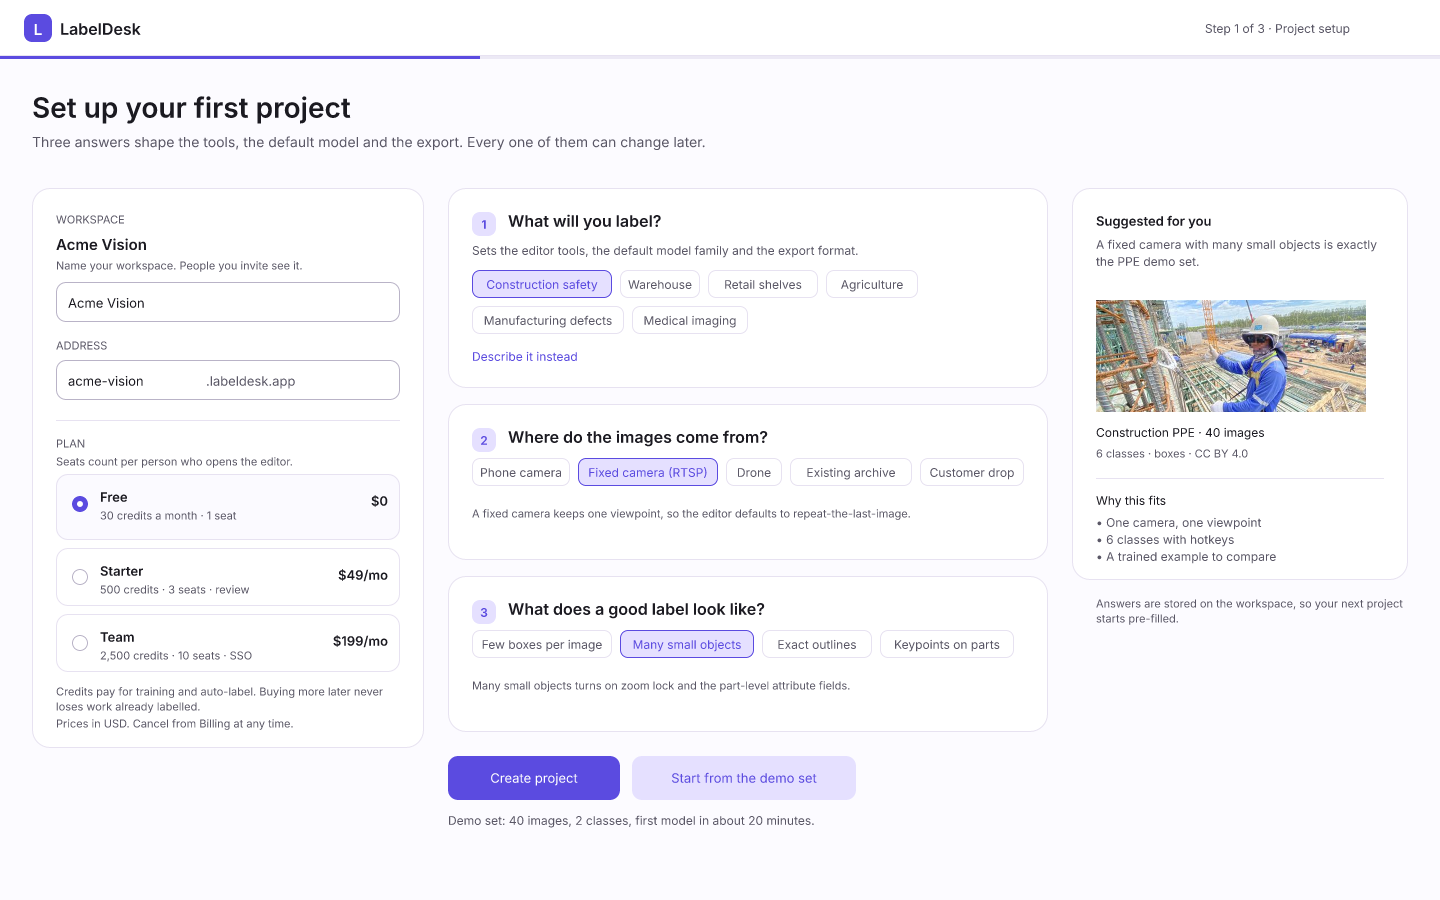 L LabelDesk
Step 1 of 3 · Project setup
Set up your first project
Three answers shape the tools, the default model and the export. Every one of them can change later.
WORKSPACE
Acme Vision
Name your workspace. People you invite see it.
Acme Vision
ADDRESS
acme-vision .labeldesk.app
PLAN
Seats count per person who opens the editor.
Free $0
30 credits a month · 1 seat
Starter $49/mo
500 credits · 3 seats · review
Team $199/mo
2,500 credits · 10 seats · SSO
Credits pay for training and auto-label. Buying more later never
loses work already labelled.
Prices in USD. Cancel from Billing at any time.
1 What will you label?
Sets the editor tools, the default model family and the export format.
Construction safety Warehouse Retail shelves Agriculture
Manufacturing defects Medical imaging
Describe it instead
2 Where do the images come from?
Phone camera Fixed camera (RTSP) Drone Existing archive Customer drop
A fixed camera keeps one viewpoint, so the editor defaults to repeat-the-last-image.
3 What does a good label look like?
Few boxes per image Many small objects Exact outlines Keypoints on parts
Many small objects turns on zoom lock and the part-level attribute fields.
Create project Start from the demo set
Demo set: 40 images, 2 classes, first model in about 20 minutes.
Suggested for you
A fixed camera with many small objects is exactly
the PPE demo set.
Construction PPE · 40 images
6 classes · boxes · CC BY 4.0
Why this fits
• One camera, one viewpoint
• 6 classes with hotkeys
• A trained example to compare
Answers are stored on the workspace, so your next project
starts pre-filled.